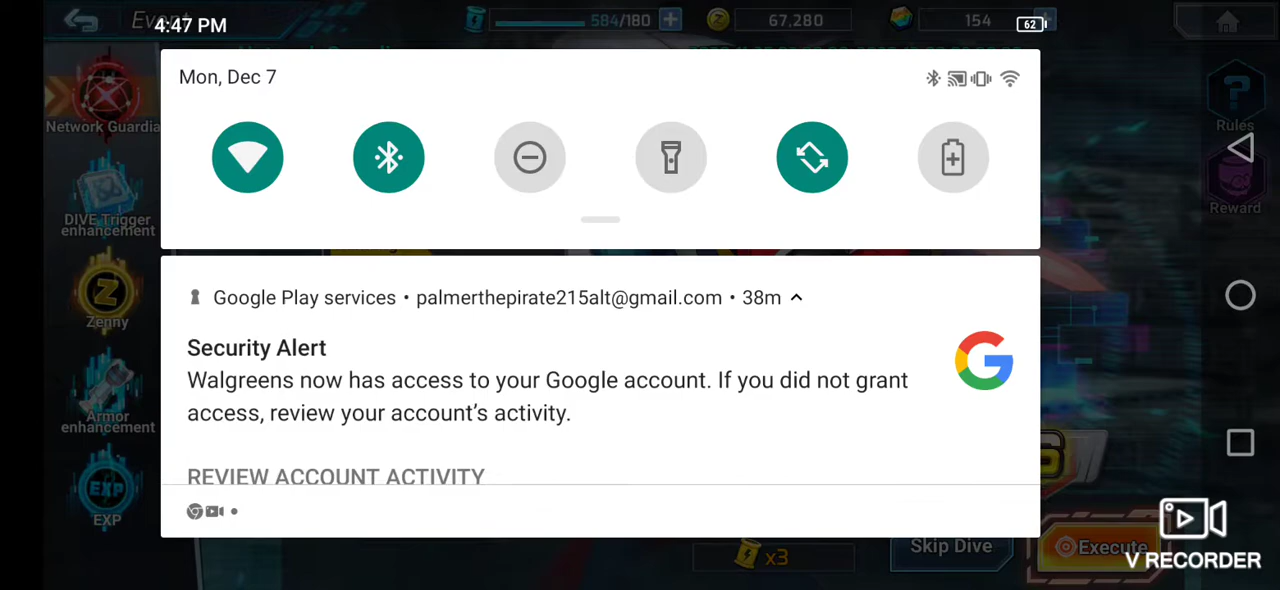 Event
4:47 PM
584/180
67,280
154
62
Mon, Dec 7
Network Guardia
Rules
DIVE Trigger
enhancement
Reward
Google Play services • palmerthepirate215alt@gmail.com • 38m
Zenny
Security Alert
Walgreens now has access to your Google account. If you did not grant
access, review your account's activity.
Armor
enhancement
REVIEW ACCOUNT ACTIVITY
EXP
EXP
x3
Skip Dive
Execute
V RECORDER